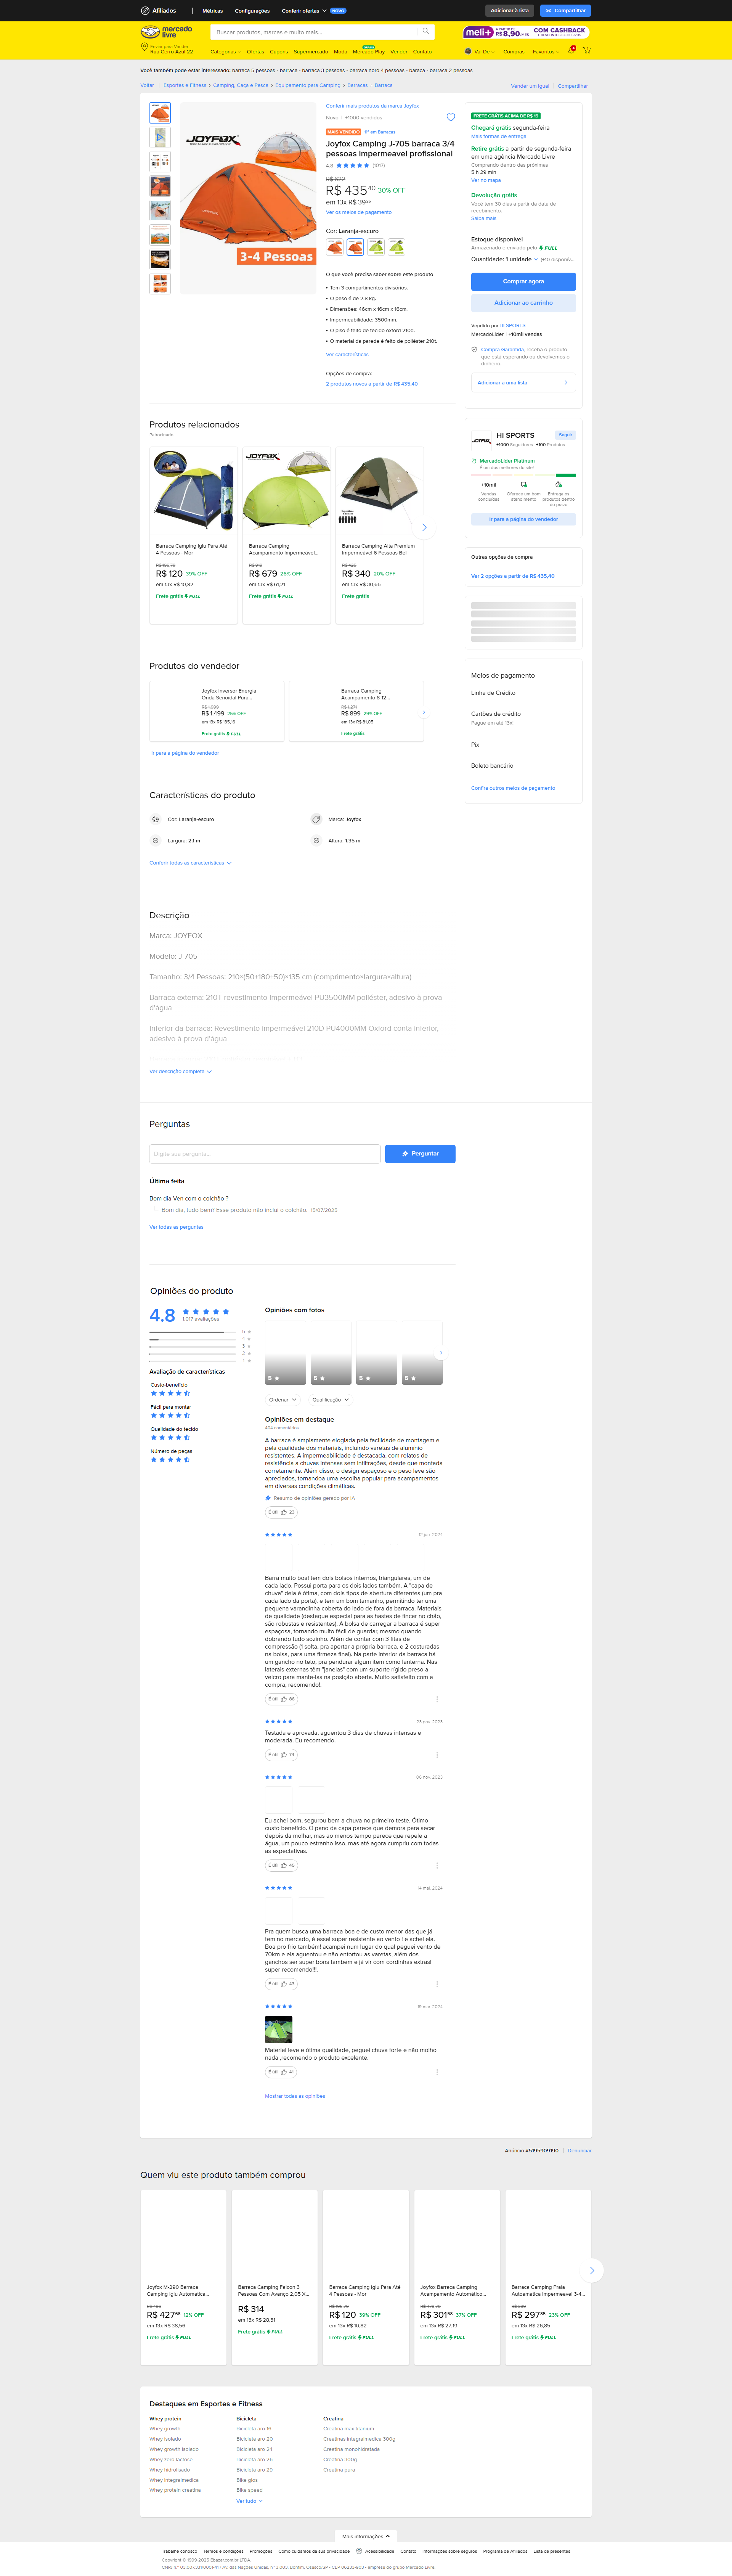 Afiliados
Métricas
Configurações
Conferir ofertas
NOVO
Adicionar à lista
Compartilhar
mercado livre
Buscar produtos, marcas e muito mais...
meli+
R$ 8,90 /MÊS
COM CASHBACK
Rua Cerro Azul 22
Categorias
Ofertas
Cupons
Supermercado
Moda
Mercado Play
Vender
Contato
Compras
Favoritos
Você também pode estar interessado: barraca 5 pessoas - barraca - barraca 3 pessoas - barraca nord 4 pessoas - baraca - barraca 2 pessoas
Voltar
Esportes e Fitness > Camping, Caça e Pesca > Equipamento para Camping > Barracas > Barraca
Vender um igual
Compartilhar
JOYFOX
3-4 Pessoas
Conferir mais produtos da marca Joyfox
Novo | +1000 vendidos
MAIS VENDIDO
1º em Barracas
Joyfox Camping J-705 barraca 3/4 pessoas impermeavel profissional
4.8
(1017)
R$ 622
R$ 435,40 30% OFF
em 13x R$ 39
Ver os meios de pagamento
Cor: Laranja-escuro
O que você precisa saber sobre este produto
• Tem 3 compartimentos divisórios.
• O peso é de 2.8 kg.
• Dimensões: 46cm x 16cm x 16cm.
• Impermeabilidade: 3500mm.
• O piso é feito de tecido oxford 210d.
• O material da parede é feito de poliéster 210t.
Ver características
Opções de compra:
2 produtos novos a partir de R$ 435,40
FRETE GRÁTIS ACIMA DE R$ 19
Chegará grátis segunda-feira
Mais formas de entrega
Retire grátis a partir de segunda-feira em uma agência Mercado Livre
Comprando dentro das próximas
5 h 29 min
Ver no mapa
Devolução grátis
Você tem 30 dias a partir da data de recebimento.
Saiba mais
Estoque disponível
Armazenado e enviado pelo FULL
Quantidade: 1 unidade (+10 disponív...
Comprar agora
Adicionar ao carrinho
Vendido por HI SPORTS
MercadoLíder | +10mil vendas
Compra Garantida, receba o produto que está esperando ou devolvemos o dinheiro.
Adicionar a uma lista
JOYFOX
HI SPORTS
Seguir
+1000 Seguidores
+100 Produtos
MercadoLíder Platinum
É um dos melhores do site!
+10mil
Vendas concluídas
Oferece um bom atendimento
Entrega os produtos dentro do prazo
Ir para a página do vendedor
Outras opções de compra
Ver 2 opções a partir de R$ 435,40
Meios de pagamento
Linha de Crédito
Cartões de crédito
Pague em até 13x!
Pix
Boleto bancário
Confira outros meios de pagamento
Produtos relacionados
Patrocinado
Barraca Camping Iglu Para Até 4 Pessoas - Mor
R$ 120 39% OFF
em 13x R$ 10,82
Frete grátis FULL
JOYFOX
Barraca Camping Acampamento Impermeável...
R$ 679 26% OFF
em 13x R$ 61,21
Frete grátis FULL
Barraca Camping Alta Premium Impermeável 6 Pessoas Bel
R$ 425
R$ 340 20% OFF
em 13x R$ 30,65
Frete grátis
Produtos do vendedor
Joyfox Inversor Energia Onda Senoidal Pura...
R$ 1.999
R$ 1.499 25% OFF
em 13x R$ 135,16
Frete grátis FULL
Barraca Camping Acampamento 8-12...
R$ 1.271
R$ 899 29% OFF
em 13x R$ 81,05
Frete grátis
Ir para a página do vendedor
Características do produto
Cor: Laranja-escuro
Marca: Joyfox
Largura: 2.1 m
Altura: 1.35 m
Conferir todas as características
Descrição
Marca: JOYFOX
Modelo: J-705
Tamanho: 3/4 Pessoas: 210×(50+180+50)×135 cm (comprimento×largura×altura)
Barraca externa: 210T revestimento impermeável PU3500MM poliéster, adesivo à prova d'água
Inferior da barraca: Revestimento impermeável 210D PU4000MM Oxford conta inferior, adesivo à prova d'água
Ver descrição completa
Perguntas
Digite sua pergunta...
Perguntar
Última feita
Bom dia Ven com o colchão ?
Bom dia, tudo bem? Esse produto não inclui o colchão. 15/07/2025
Ver todas as perguntas
Opiniões do produto
4.8
1.017 avaliações
5
4
3
2
1
Avaliação de características
Custo-benefício
Fácil para montar
Qualidade do tecido
Número de peças
Opiniões com fotos
5
5
5
5
Ordenar
Qualificação
Opiniões em destaque
404 comentários
A barraca é amplamente elogiada pela facilidade de montagem e pela qualidade dos materiais, incluindo varetas de alumínio resistentes. A impermeabilidade é destacada, com relatos de resistência a chuvas intensas sem infiltrações, desde que montada corretamente. Além disso, o design espaçoso e o peso leve são apreciados, tornandoa uma escolha popular para acampamentos em diversas condições climáticas.
Resumo de opiniões gerado por IA
É útil 23
12 jun. 2024
Barra muito boa! tem dois bolsos internos, triangulares, um de cada lado. Possui porta para os dois lados também. A "capa de chuva" dela é ótima, com dois tipos de abertura diferentes (um pra cada lado da porta), e tem um bom tamanho, permitindo ter uma pequena varandinha coberta do lado de fora da barraca. Materiais de qualidade (destaque especial para as hastes de fincar no chão, são robustas e resistentes). A bolsa de carregar a barraca é super espaçosa, tornando muito fácil de guardar, mesmo quando dobrando tudo sozinho. Além de contar com 3 fitas de compressão (1 solta, pra apertar a própria barraca, e 2 costuradas na bolsa, para uma firmeza final). Na parte interior da barraca há um gancho no teto, pra pendurar algum item como lanterna. Nas laterais externas têm "janelas" com um suporte rígido preso a velcro para mante-las na posição aberta. Muito satisfeito com a compra, recomendo!.
É útil 86
23 nov. 2023
Testada e aprovada, aguentou 3 dias de chuvas intensas e moderada. Eu recomendo.
É útil 74
08 nov. 2023
Eu achei bom, segurou bem a chuva no primeiro teste. Ótimo custo benefício. O pano da capa parece que demora para secar depois da molhar, mas ao menos tempo parece que repele a água, um pouco estranho isso, mas até agora cumpriu com todas as expectativas.
É útil 45
14 mar. 2024
Pra quem busca uma barraca boa e de custo menor das que já tem no mercado, é essa! super resistente ao vento ! e achei ela. Boa pro frio também! acampei num lugar do qual peguei vento de 70km e ela aguentou e não entortou as varetas, além dos ganchos ser super bons também e já vir com cordinhas extras! super recomendo!!!.
É útil 43
19 mar. 2024
Material leve e ótima qualidade, peguei chuva forte e não molho nada ,recomendo o produto excelente.
É útil 41
Mostrar todas as opiniões
Anúncio #5195909190 | Denunciar
Quem viu este produto também comprou
Joyfox M-290 Barraca Camping Iglu Automatica...
R$ 427 12% OFF
em 13x R$ 38,56
Frete grátis FULL
Barraca Camping Falcon 3 Pessoas Com Avanço 2,05 X...
R$ 314
em 13x R$ 28,31
Frete grátis FULL
Barraca Camping Iglu Para Até 4 Pessoas - Mor
R$ 120 39% OFF
em 13x R$ 10,82
Frete grátis FULL
Joyfox Barraca Camping Acampamento Automático...
R$ 301 37% OFF
em 13x R$ 27,19
Frete grátis FULL
Barraca Camping Praia Autoamatica Impermeavel 3-4...
R$ 389
R$ 297 23% OFF
em 13x R$ 26,85
Frete grátis FULL
Destaques em Esportes e Fitness
Whey protein
Whey growth
Whey isolado
Whey growth isolado
Whey zero lactose
Whey hidrolisado
Whey integralmedica
Whey protein creatina
Bicicleta
Bicicleta aro 16
Bicicleta aro 20
Bicicleta aro 24
Bicicleta aro 26
Bicicleta aro 29
Bike gios
Bike speed
Ver tudo
Creatina
Creatina max titanium
Creatinas integralmedica 300g
Creatina monohidratada
Creatina 300g
Creatina pura
Mais informações
Trabalhe conosco
Termos e condições
Promoções
Como cuidamos da sua privacidade
Acessibilidade
Contato
Informações sobre seguros
Programa de Afiliados
Lista de presentes
Copyright © 1999-2025 Ebazar.com.br LTDA.
CNPJ n.º 03.007.331/0001-41 / Av. das Nações Unidas, nº 3.003, Bonfim, Osasco/SP - CEP 06233-903 - empresa do grupo Mercado Livre.